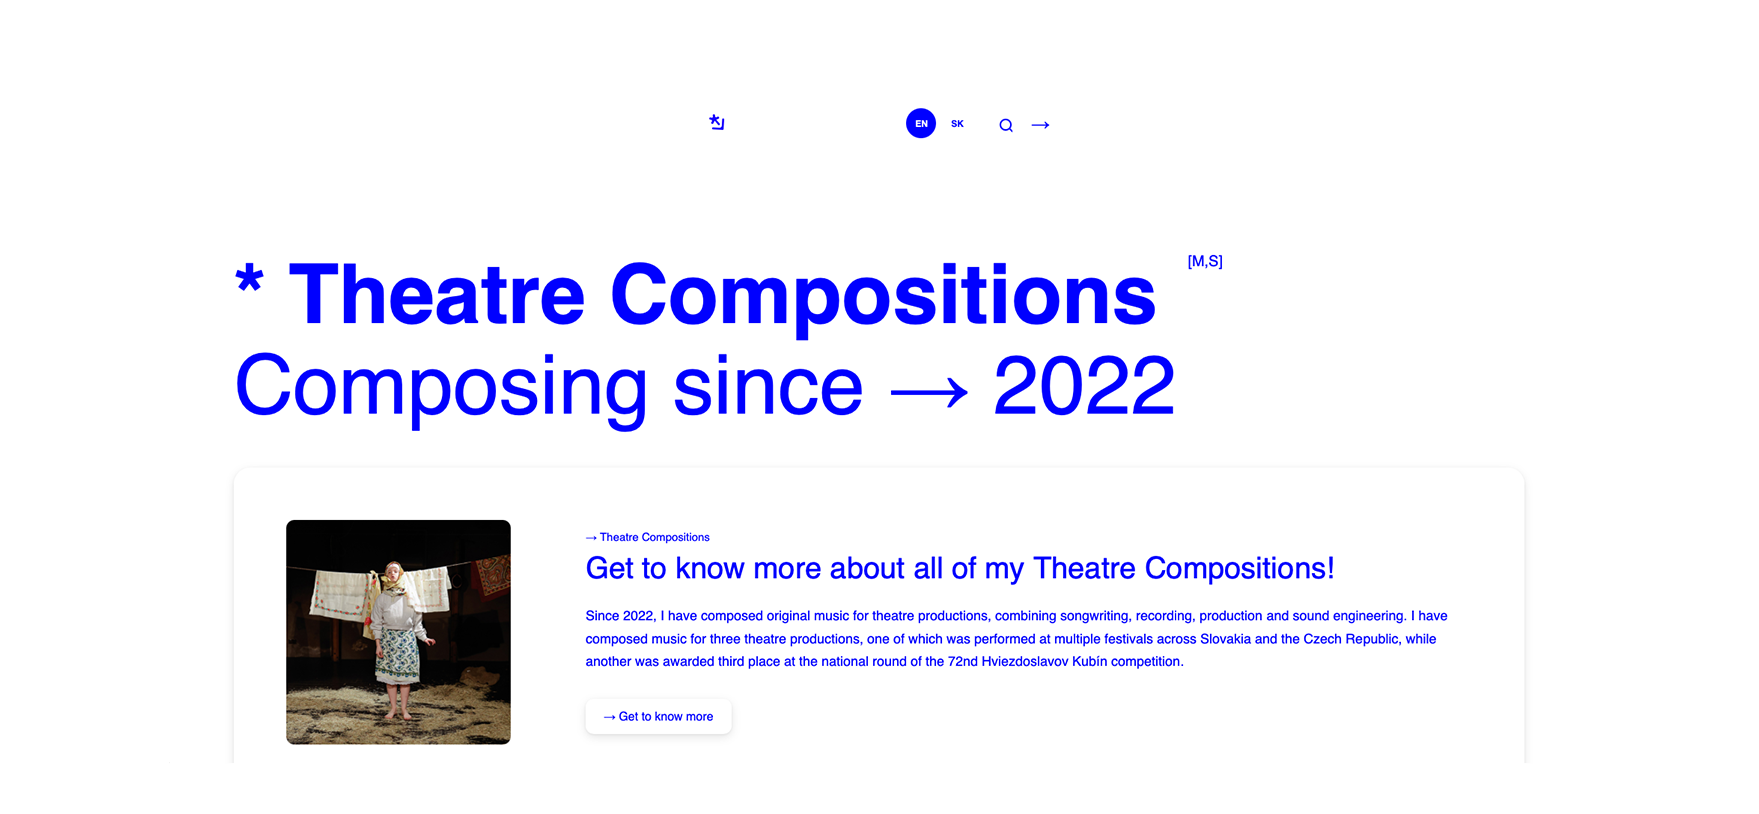 EN SK →
[M,S]
* Theatre Compositions
Composing since → 2022
→ Theatre Compositions
Get to know more about all of my Theatre Compositions!
Since 2022, I have composed original music for theatre productions, combining songwriting, recording, production and sound engineering. I have
composed music for three theatre productions, one of which was performed at multiple festivals across Slovakia and the Czech Republic, while
another was awarded third place at the national round of the 72nd Hviezdoslavov Kubín competition.
→ Get to know more